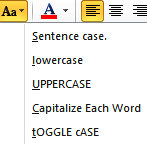 Aa A
Sentence case.
lowercase
UPPERCASE
Capitalize Each Word
tOGGLE cASE